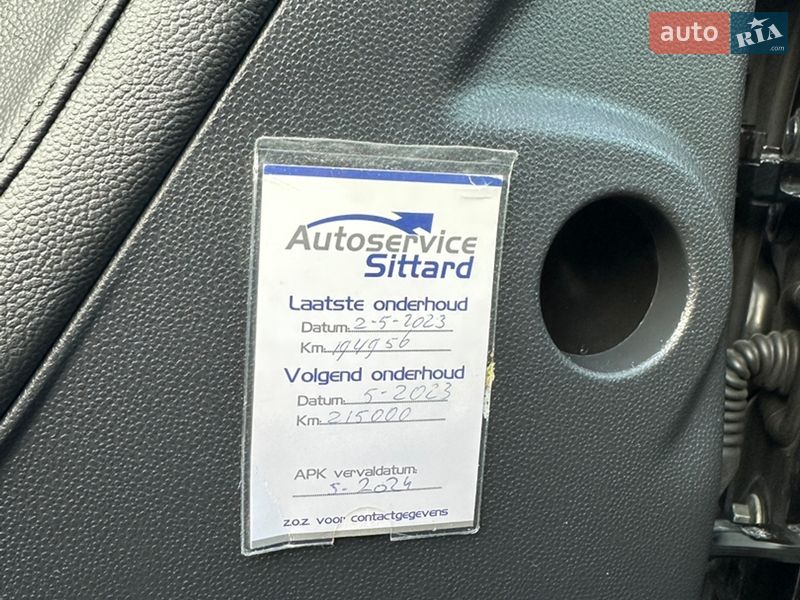 auto RIA .com
Autoservice
Sittard
Laatste onderhoud
Datum: 2-5-2023
Km: 194956
Volgend onderhoud
Datum: 5-2023
Km: 215000
APK vervaldatum:
5-2024
z.o.z. voor contactgegevens